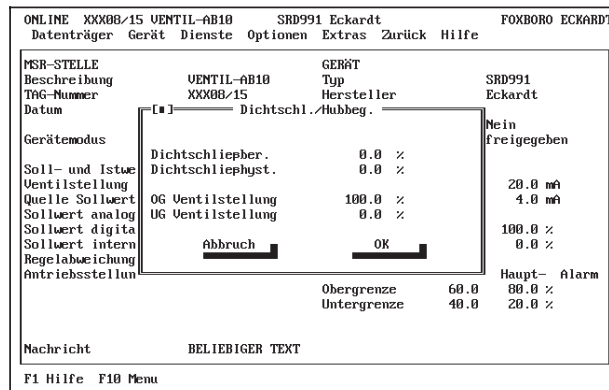 ONLINE XXX08/15 VENTIL-AB10 SRD991 Eckardt FOXBORO ECKARDT
Datenträger Gerät Dienste Optionen Extras Zurück Hilfe
MSR-STELLE GERÄT
Beschreibung VENTIL-AB10 Typ SRD991
TAG-Nummer XXX08/15 Hersteller Eckardt
Datum [■] Dichtschl./Hubbeg.
Nein
Gerätemodus freigegeben
Dichtschließber. 0.0 %
Soll- und Istwe Dichtschließhyst. 0.0 %
Ventilstellung 20.0 mA
Quelle Sollwert OG Ventilstellung 100.0 % 4.0 mA
Sollwert analog UG Ventilstellung 0.0 %
Sollwert digita 100.0 %
Sollwert intern Abbruch OK 0.0 %
Regelabweichung
Antriebsstellun Haupt- Alarm
Obergrenze 60.0 80.0 %
Untergrenze 40.0 20.0 %
Nachricht BELIEBIGER TEXT
F1 Hilfe F10 Menu